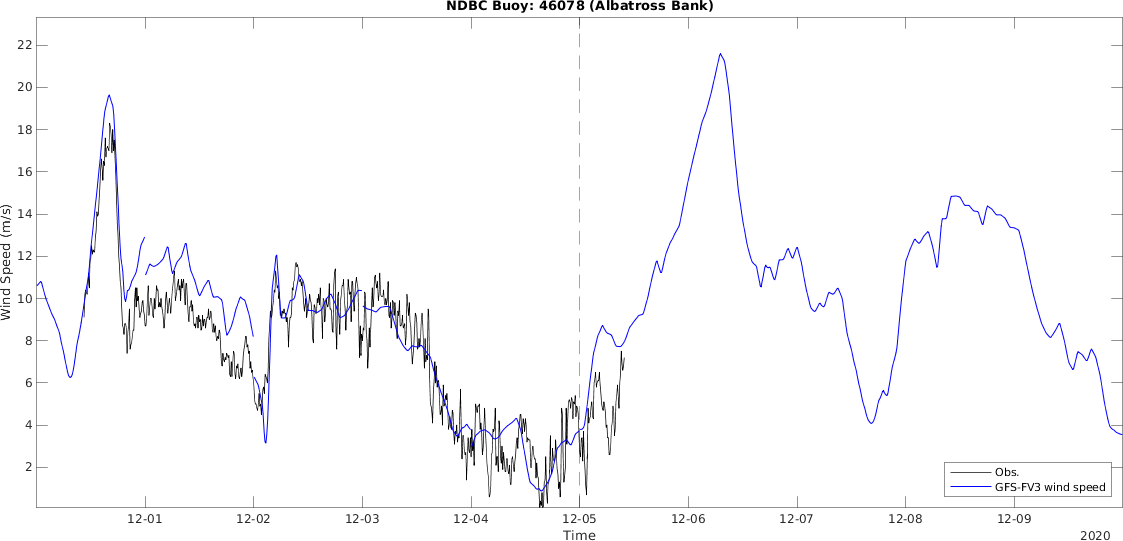 NDBC Buoy: 46078 (Albatross Bank)
22
20
18
16
14
12
10
8
6
4
2
Wind Speed (m/s)
Obs.
GFS-FV3 wind speed
12-01 12-02 12-03 12-04 12-05 12-06 12-07 12-08 12-09
Time
2020